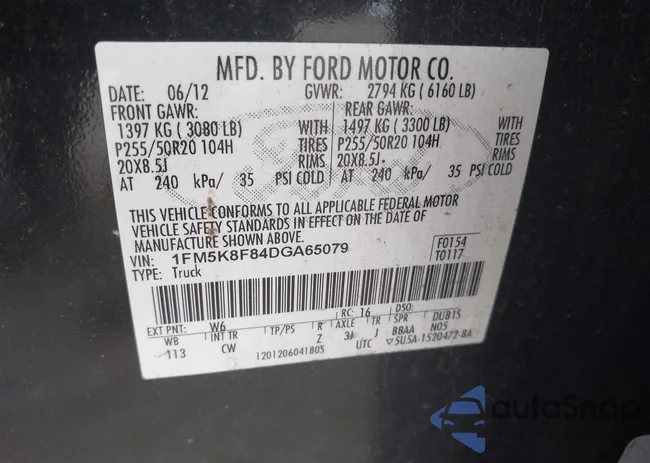 MFD. BY FORD MOTOR CO.
DATE: 06/12 GVWR: 2794 KG (6160 LB)
FRONT GAWR: REAR GAWR:
1397 KG (3080 LB) 1497 KG (3300 LB) WITH
P255/50R20 104H TIRES P255/50R20 104H TIRES
20X8.5J RIMS 20X8.5J RIMS
AT 240 kPa/ 35 PSI COLD AT 240 kPa/ 35 PSI COLD
THIS VEHICLE CONFORMS TO ALL APPLICABLE FEDERAL MOTOR
VEHICLE SAFETY STANDARDS IN EFFECT ON THE DATE OF
MANUFACTURE SHOWN ABOVE.
VIN: 1FM5K8F84DGA65079 F0154
TYPE: Truck T0117
RC: 16 DSO:
EXT PNT: W6
WB INT TR TP/PS R AXLE TR SPR DUB1S
113 CW Z 3J J BBAA N05
1201206041805 UTC 5U5A-1520472-BA
Ford
autoSnap